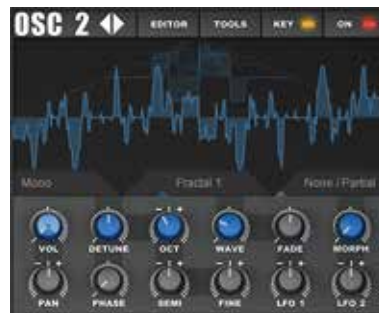 OSC 2 EDITOR TOOLS KEY ON
Mono Fractal 1 None / Partial
VOL DETUNE OCT WAVE FADE MORPH
PAN PHASE SEMI FINE LFO 1 LFO 2